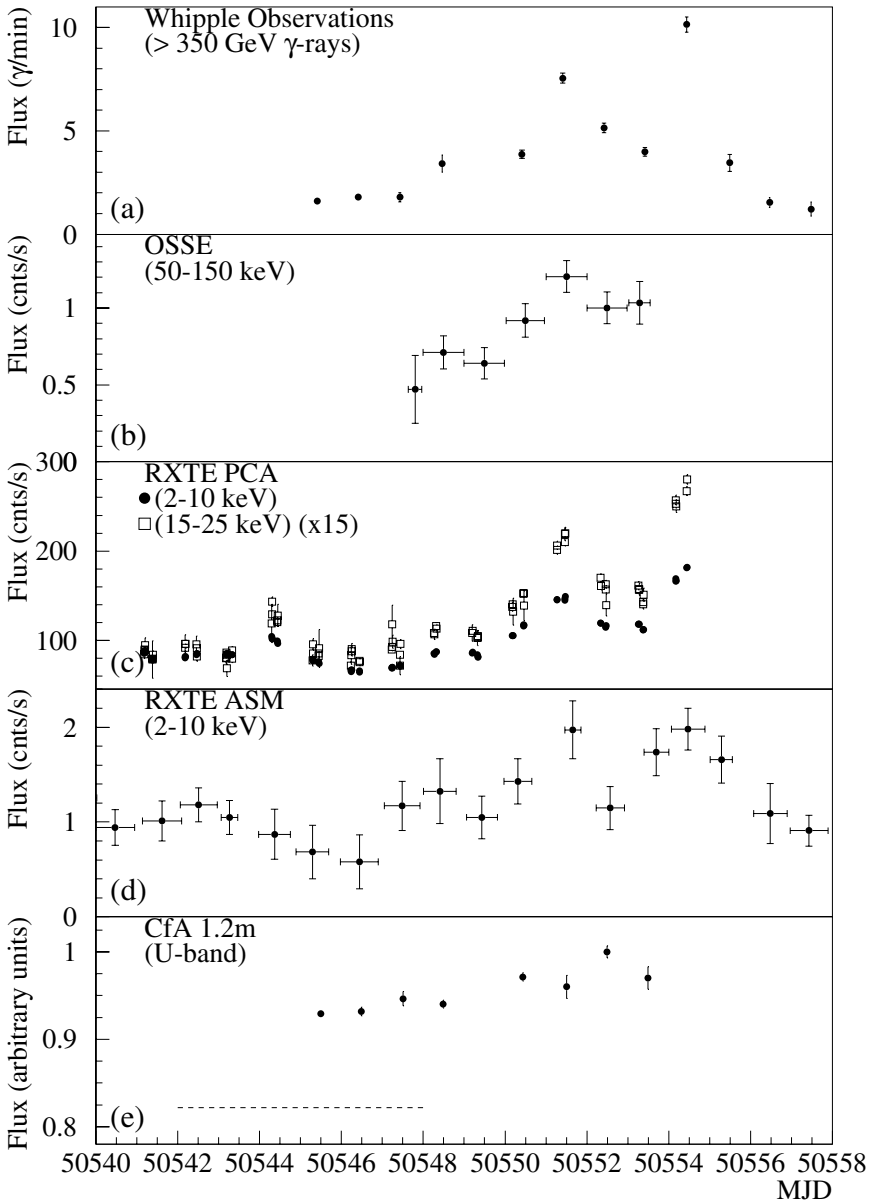 Whipple Observations
(> 350 GeV γ-rays)
Flux (γ/min)
10
5
0
(a)
OSSE
(50-150 keV)
Flux (cnts/s)
1
0.5
0
(b)
RXTE PCA
(2-10 keV)
(15-25 keV) (x15)
Flux (cnts/s)
300
200
100
(c)
RXTE ASM
(2-10 keV)
Flux (cnts/s)
2
1
0
(d)
CfA 1.2m
(U-band)
Flux (arbitrary units)
1
0.9
0.8
(e)
50540 50542 50544 50546 50548 50550 50552 50554 50556 50558
MJD